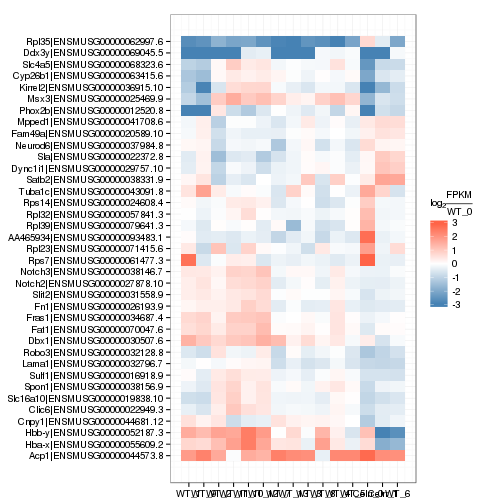 Rpl35|ENSMUSG00000062997.6
Ddx3y|ENSMUSG00000069045.5
Slc4a5|ENSMUSG00000068323.6
Cyp26b1|ENSMUSG00000063415.6
Kirrel2|ENSMUSG00000036915.10
Msx3|ENSMUSG00000025469.9
Phox2b|ENSMUSG00000012520.8
Mpped1|ENSMUSG00000041708.6
Fam49a|ENSMUSG00000020589.10
Neurod6|ENSMUSG00000037984.8
Sla|ENSMUSG00000022372.8
Dync1i1|ENSMUSG00000029757.10
Satb2|ENSMUSG00000038331.9
Tuba1c|ENSMUSG00000043091.8
Rps14|ENSMUSG00000024608.4
Rpl32|ENSMUSG00000057841.3
Rpl39|ENSMUSG00000079641.3
AA465934|ENSMUSG00000093483.1
Rpl23|ENSMUSG00000071415.6
Rps7|ENSMUSG00000061477.3
Notch3|ENSMUSG00000038146.7
Notch2|ENSMUSG00000027878.10
Slit2|ENSMUSG00000031558.9
Fn1|ENSMUSG00000026193.9
Fras1|ENSMUSG00000034687.4
Fat1|ENSMUSG00000070047.6
Dbx1|ENSMUSG00000030507.6
Robo3|ENSMUSG00000032128.8
Lama1|ENSMUSG00000032796.7
Sulf1|ENSMUSG00000016918.9
Spon1|ENSMUSG00000038156.9
Slc16a10|ENSMUSG00000019838.10
Clic6|ENSMUSG00000022949.3
Cnpy1|ENSMUSG00000044681.12
Hbb-y|ENSMUSG00000052187.3
Hba-x|ENSMUSG00000055609.2
Acp1|ENSMUSG00000044573.8
log2 FPKM
WT_0
3
2
1
0
-1
-2
-3